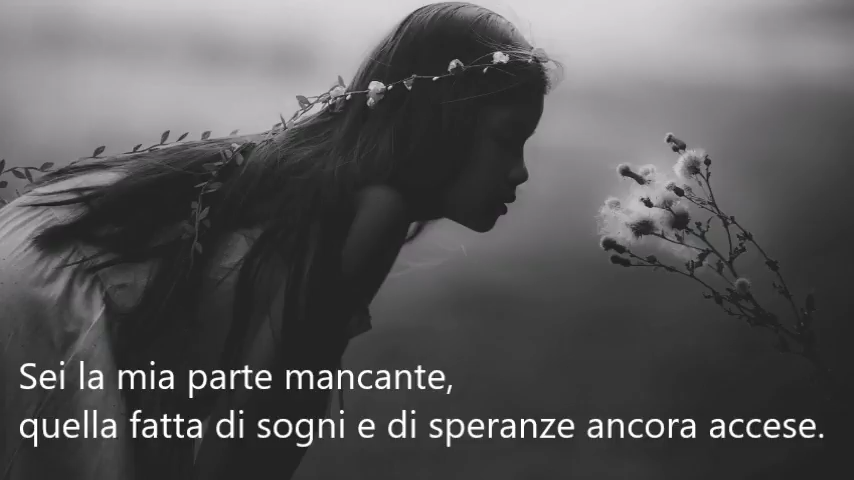 Sei la mia parte mancante,
quella fatta di sogni e di speranze ancora accese.